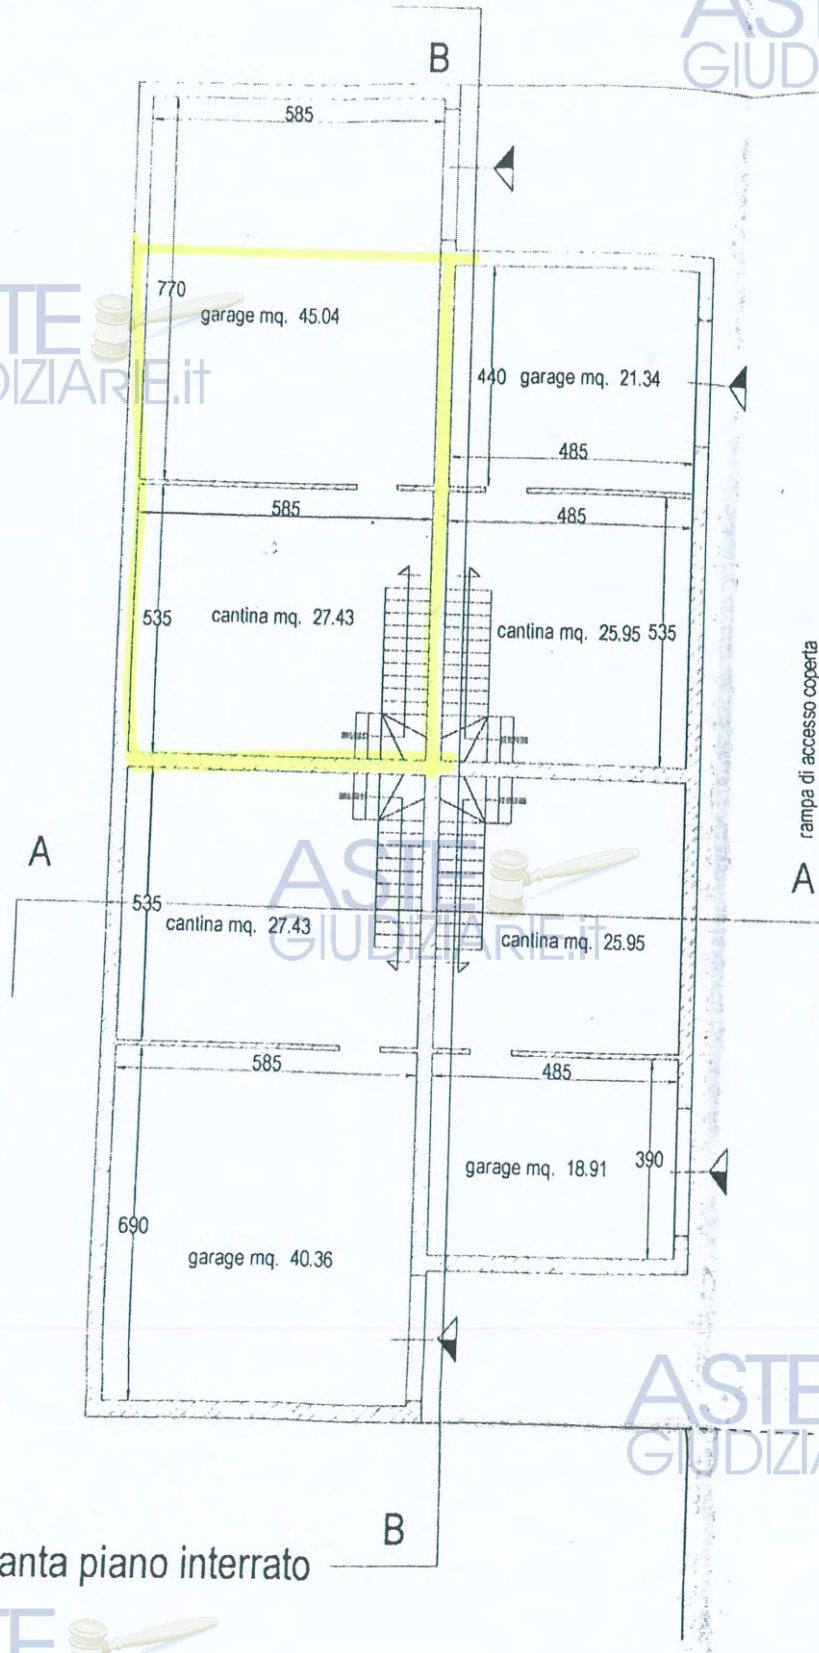 B
585
770
garage mq. 45.04
440 garage mq. 21.34
485
585
485
535
cantina mq. 27.43
cantina mq. 25.95 535
rampa di accesso coperta
A
A
535
cantina mq. 27.43
cantina mq. 25.95
585
485
garage mq. 18.91
390
690
garage mq. 40.36
B
anta piano interrato
ASTE
GIUDIZIARIE.it